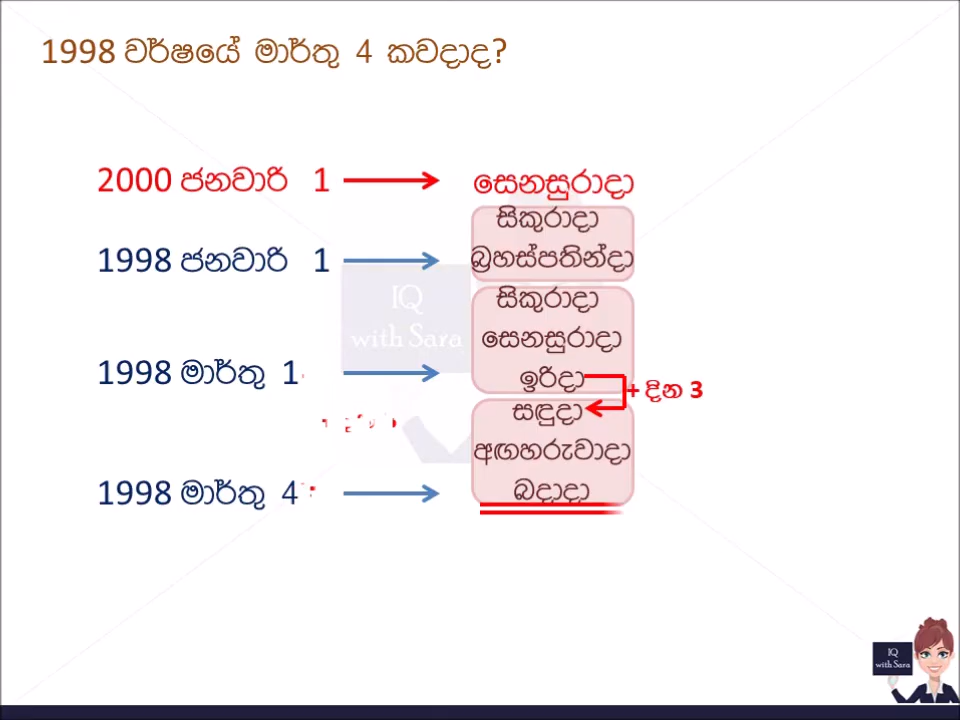 1998 වර්ෂයේ මාර්තු 4 කවදාද?
2000 ජනවාරි 1
සෙනසුරාදා
සිකුරාදා
1998 ජනවාරි 1
බ්‍රහස්පතින්දා
සිකුරාදා
IQ
with Sara
සෙනසුරාදා
1998 මාර්තු 1
ඉරිදා
+ දින 3
සඳුදා
අඟහරුවාදා
1998 මාර්තු 4
බදාදා
IQ
with Sara